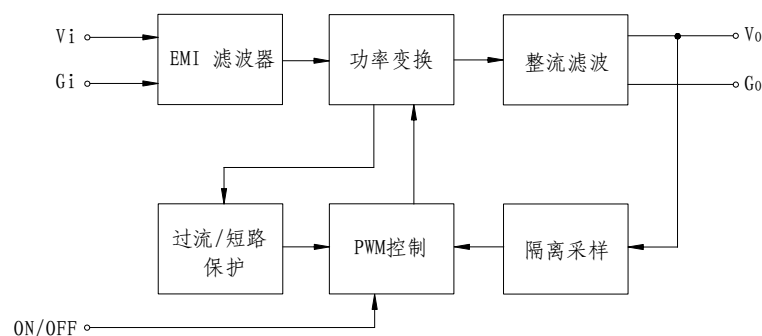 Vi
EMI 滤波器
功率变换
整流滤波
V0
Gi
G0
过流/短路
保护
PWM控制
隔离采样
ON/OFF